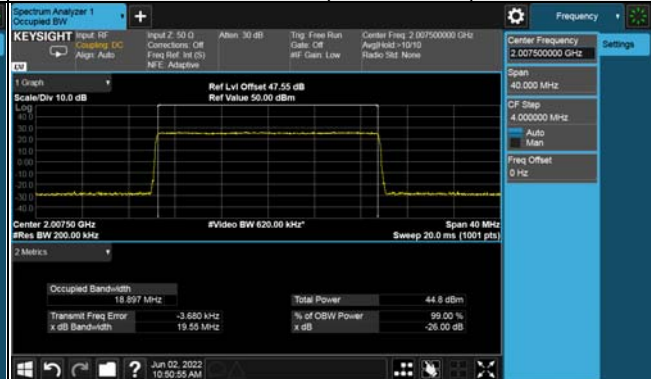 Spectrum Analyzer 1
Occupied BW
+
Frequency
KEYSIGHT Input: RF
Coupling: DC
Align: Auto
Input Z: 50 Ω
Corrections: Off
Freq Ref: Int (S)
NFE: Adaptive
Atten: 30 dB
Trig: Free Run
Gate: Off
#IF Gain: Low
Center Freq: 2.007500000 GHz
Avg|Hold:>10/10
Radio Std: None
LXI
Center Frequency
2.007500000 GHz
Settings
Span
40.000 MHz
CF Step
4.000000 MHz
Auto
Man
Freq Offset
0 Hz
1 Graph
Scale/Div 10.0 dB
Ref Lvl Offset 47.55 dB
Ref Value 50.00 dBm
Log
40.0
30.0
20.0
10.0
0.00
-10.0
-20.0
-30.0
-40.0
Center 2.00750 GHz
#Res BW 200.00 kHz
#Video BW 620.00 kHz*
Span 40 MHz
Sweep 20.0 ms (1001 pts)
2 Metrics
Occupied Bandwidth
18.897 MHz
Total Power 44.8 dBm
Transmit Freq Error -3.680 kHz
% of OBW Power 99.00 %
x dB Bandwidth 19.55 MHz
x dB -26.00 dB
?
Jun 02, 2022
10:50:55 AM